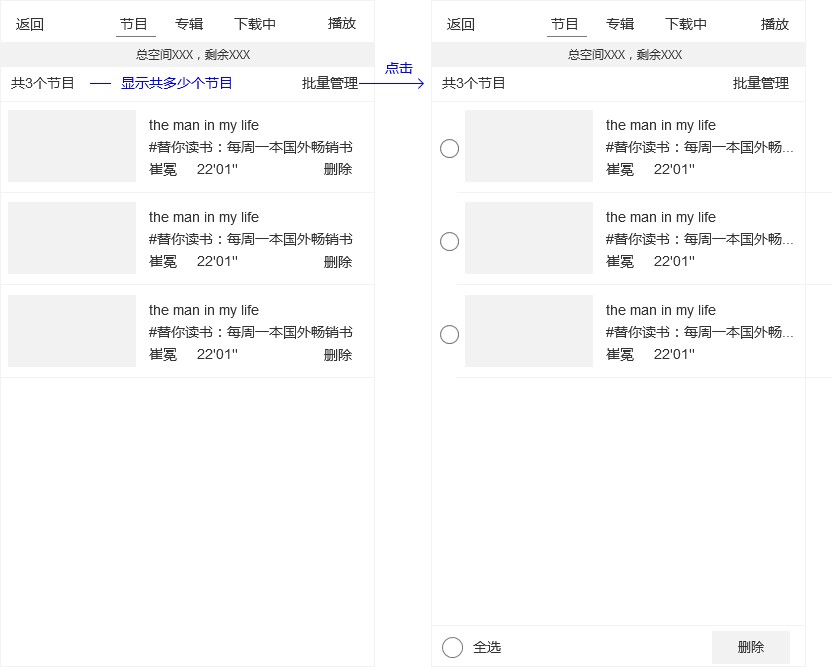 返回 节目 专辑 下载中 播放
总空间XXX，剩余XXX
共3个节目 显示共多少个节目 批量管理
the man in my life
#替你读书：每周一本国外畅销书
崔冕 22'01" 删除
the man in my life
#替你读书：每周一本国外畅销书
崔冕 22'01" 删除
the man in my life
#替你读书：每周一本国外畅销书
崔冕 22'01" 删除
点击
返回 节目 专辑 下载中 播放
总空间XXX，剩余XXX
共3个节目 批量管理
the man in my life
#替你读书：每周一本国外畅...
崔冕 22'01"
the man in my life
#替你读书：每周一本国外畅...
崔冕 22'01"
the man in my life
#替你读书：每周一本国外畅...
崔冕 22'01"
全选 删除